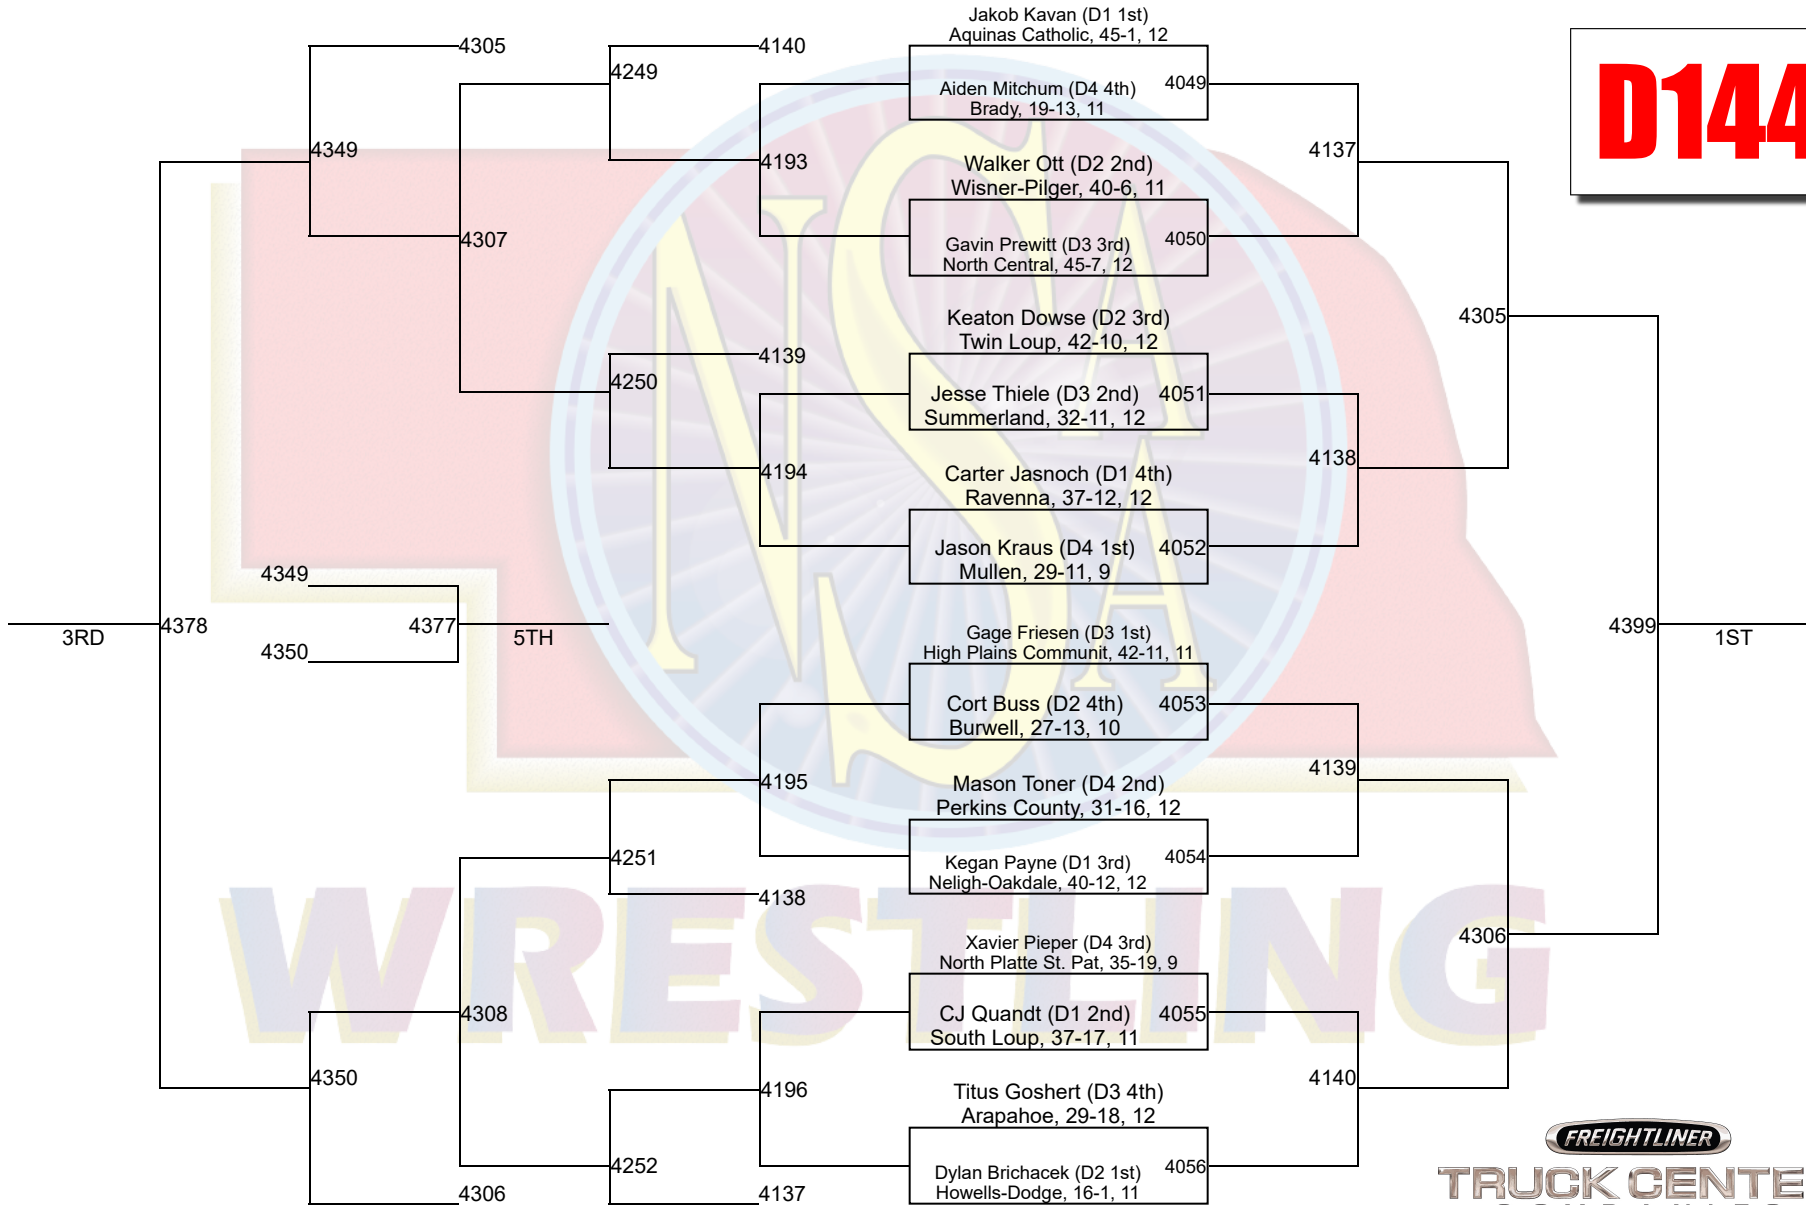 Jakob Kavan (D1 1st)
Aquinas Catholic, 45-1, 12
4305
4140
4249
D144
Aiden Mitchum (D4 4th) 4049
Brady, 19-13, 11
4349
4193
4137
Walker Ott (D2 2nd)
Wisner-Pilger, 40-6, 11
4307
Gavin Prewitt (D3 3rd) 4050
North Central, 45-7, 12
Keaton Dowse (D2 3rd)
4305
Twin Loup, 42-10, 12
4139
4250
Jesse Thiele (D3 2nd) 4051
Summerland, 32-11, 12
4194
4138
Carter Jasnoch (D1 4th)
Ravenna, 37-12, 12
Jason Kraus (D4 1st) 4052
Mullen, 29-11, 9
4349
4378
4377
4399
3RD
5TH
1ST
4350
Gage Friesen (D3 1st)
High Plains Communit, 42-11, 11
Cort Buss (D2 4th) 4053
Burwell, 27-13, 10
4195
4139
Mason Toner (D4 2nd)
Perkins County, 31-16, 12
4251
Kegan Payne (D1 3rd) 4054
Neligh-Oakdale, 40-12, 12
4138
Xavier Pieper (D4 3rd)
4306
North Platte St. Pat, 35-19, 9
4308
CJ Quandt (D1 2nd) 4055
South Loup, 37-17, 11
4350
4196
4140
Titus Goshert (D3 4th)
Arapahoe, 29-18, 12
4252
Dylan Brichacek (D2 1st) 4056
Howells-Dodge, 16-1, 11
4306
4137
NSAA
WRESTLING
FREIGHTLINER
TRUCK CENTE